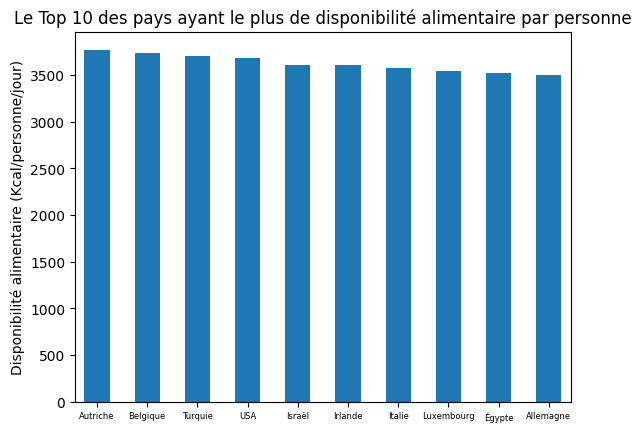 Le Top 10 des pays ayant le plus de disponibilité alimentaire par personne
Disponibilité alimentaire (Kcal/personne/jour)
3500
3000
2500
2000
1500
1000
500
0
Autriche Belgique Turquie USA Israël Irlande Italie Luxembourg Égypte Allemagne